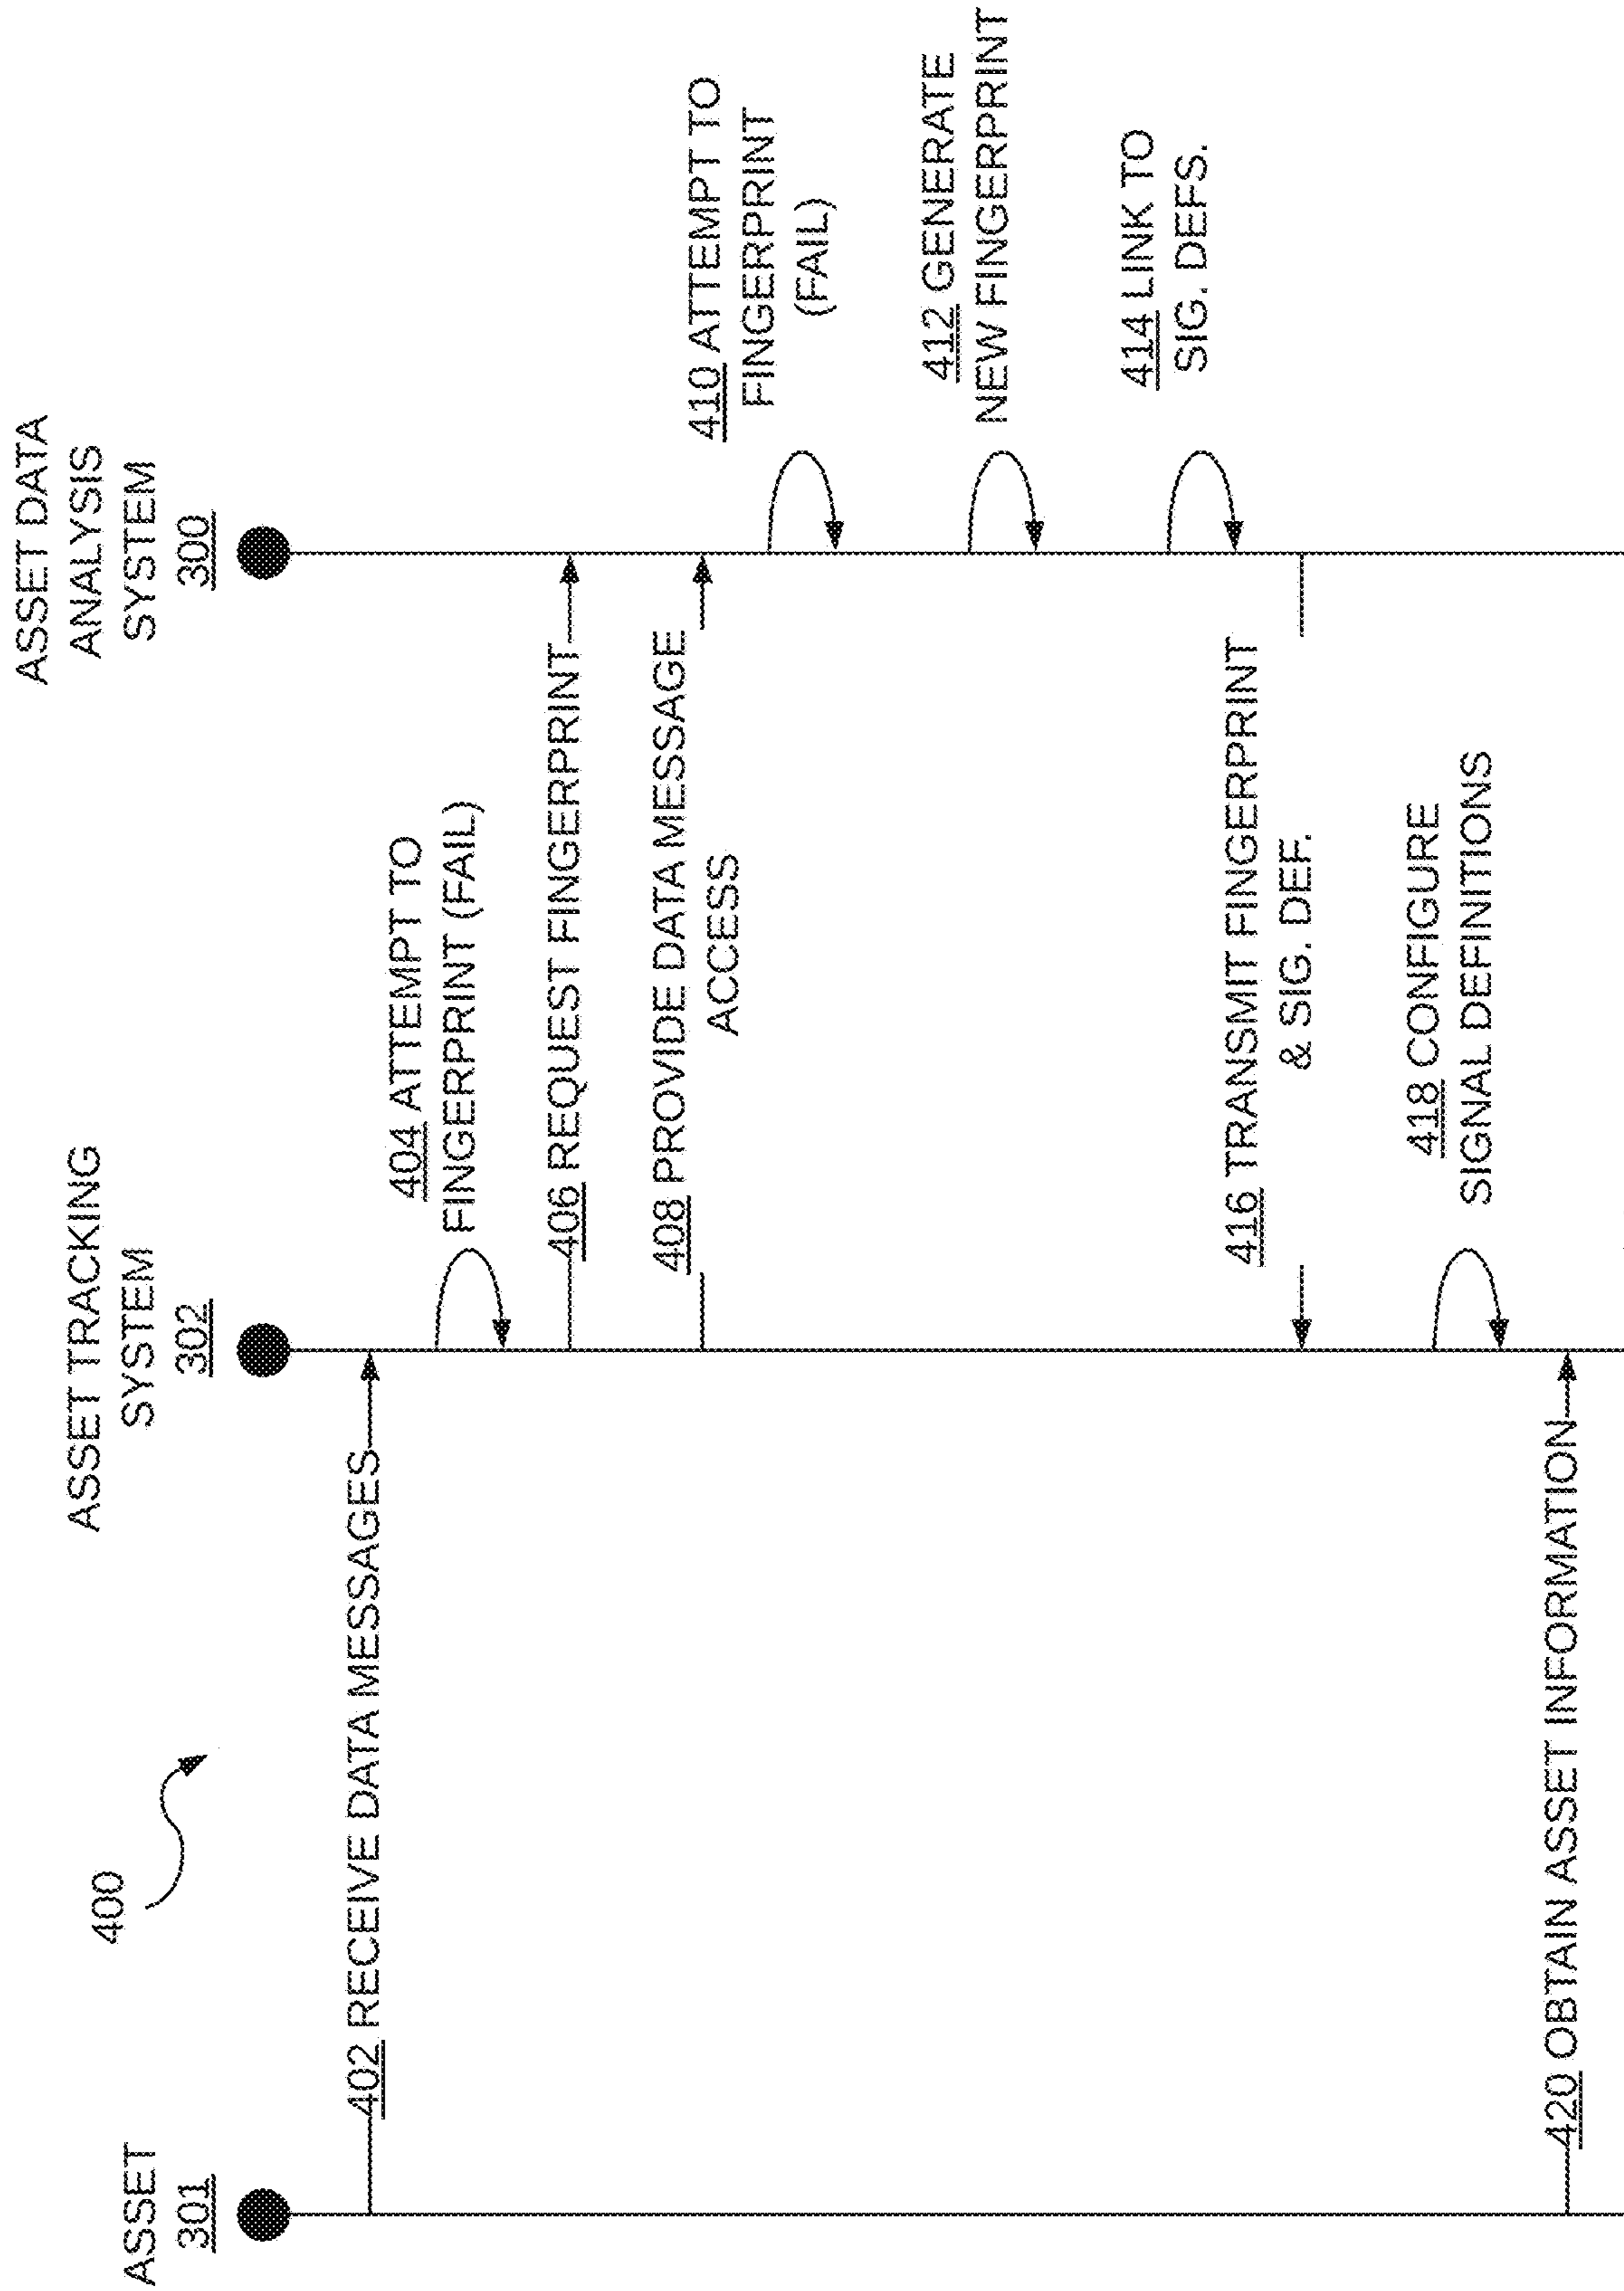 400
ASSET
301
ASSET TRACKING
SYSTEM
302
ASSET DATA
ANALYSIS
SYSTEM
300
402 RECEIVE DATA MESSAGES
404 ATTEMPT TO
FINGERPRINT (FAIL)
406 REQUEST FINGERPRINT
408 PROVIDE DATA MESSAGE
ACCESS
410 ATTEMPT TO
FINGERPRINT
(FAIL)
412 GENERATE
NEW FINGERPRINT
414 LINK TO
SIG. DEFS.
416 TRANSMIT FINGERPRINT
& SIG. DEF.
418 CONFIGURE
SIGNAL DEFINITIONS
420 OBTAIN ASSET INFORMATION